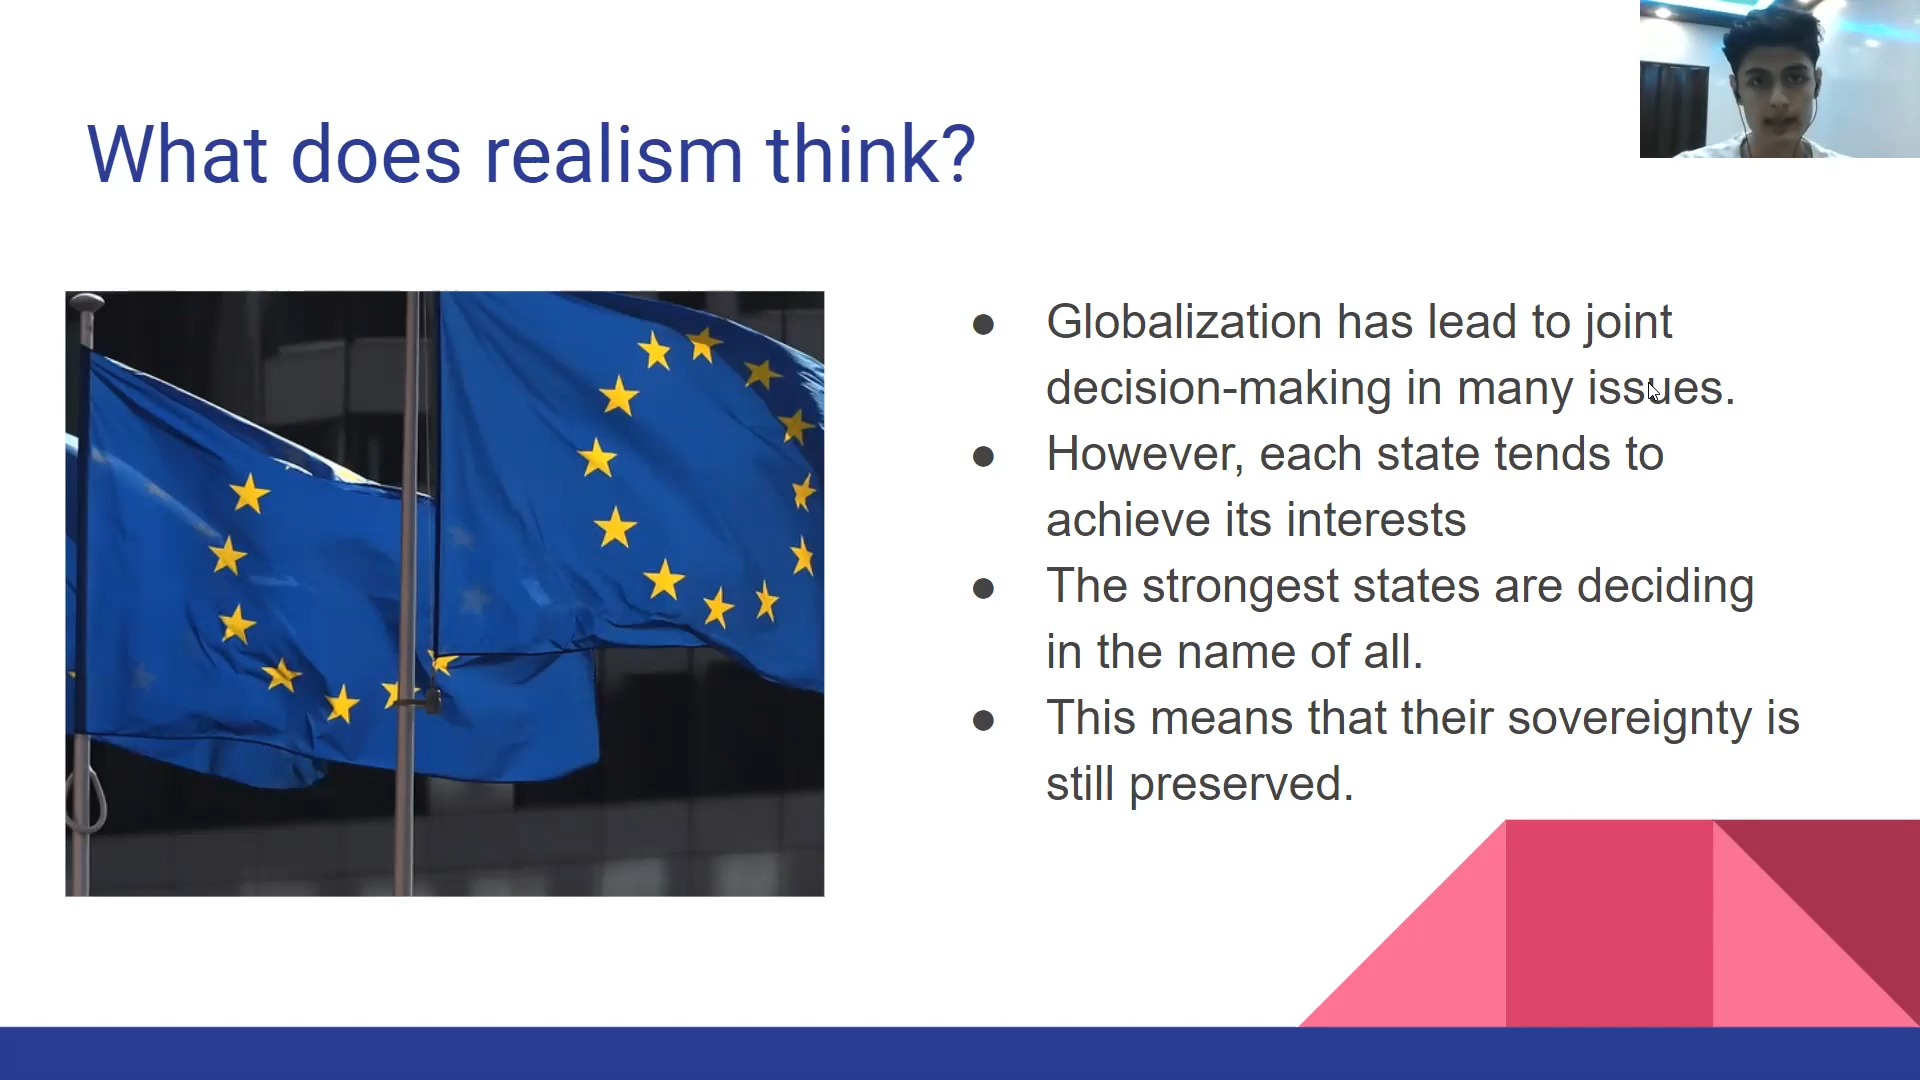 What does realism think?
● Globalization has lead to joint
decision-making in many issues.
● However, each state tends to
achieve its interests
● The strongest states are deciding
in the name of all.
● This means that their sovereignty is
still preserved.